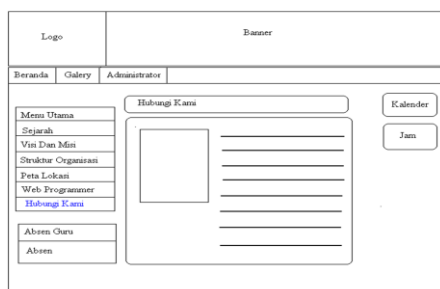 Logo
Banner
Beranda Galery Administrator
Hubungi Kami
Kalender
Jam
Menu Utama
Sejarah
Visi Dan Misi
Struktur Organisasi
Peta Lokasi
Web Programmer
Hubungi Kami
Absen Guru
Absen